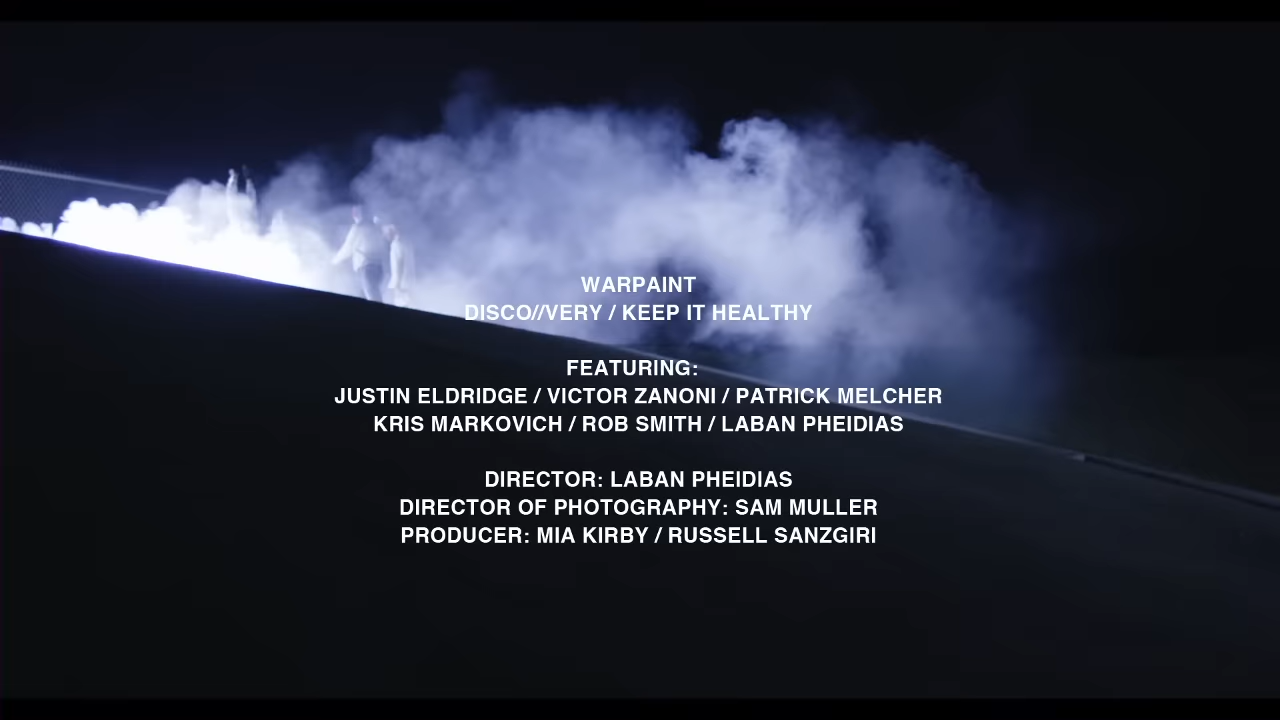 WARPAINT
DISCO//VERY / KEEP IT HEALTHY
FEATURING:
JUSTIN ELDRIDGE / VICTOR ZANONI / PATRICK MELCHER
KRIS MARKOVICH / ROB SMITH / LABAN PHEIDIAS
DIRECTOR: LABAN PHEIDIAS
DIRECTOR OF PHOTOGRAPHY: SAM MULLER
PRODUCER: MIA KIRBY / RUSSELL SANZGIRI